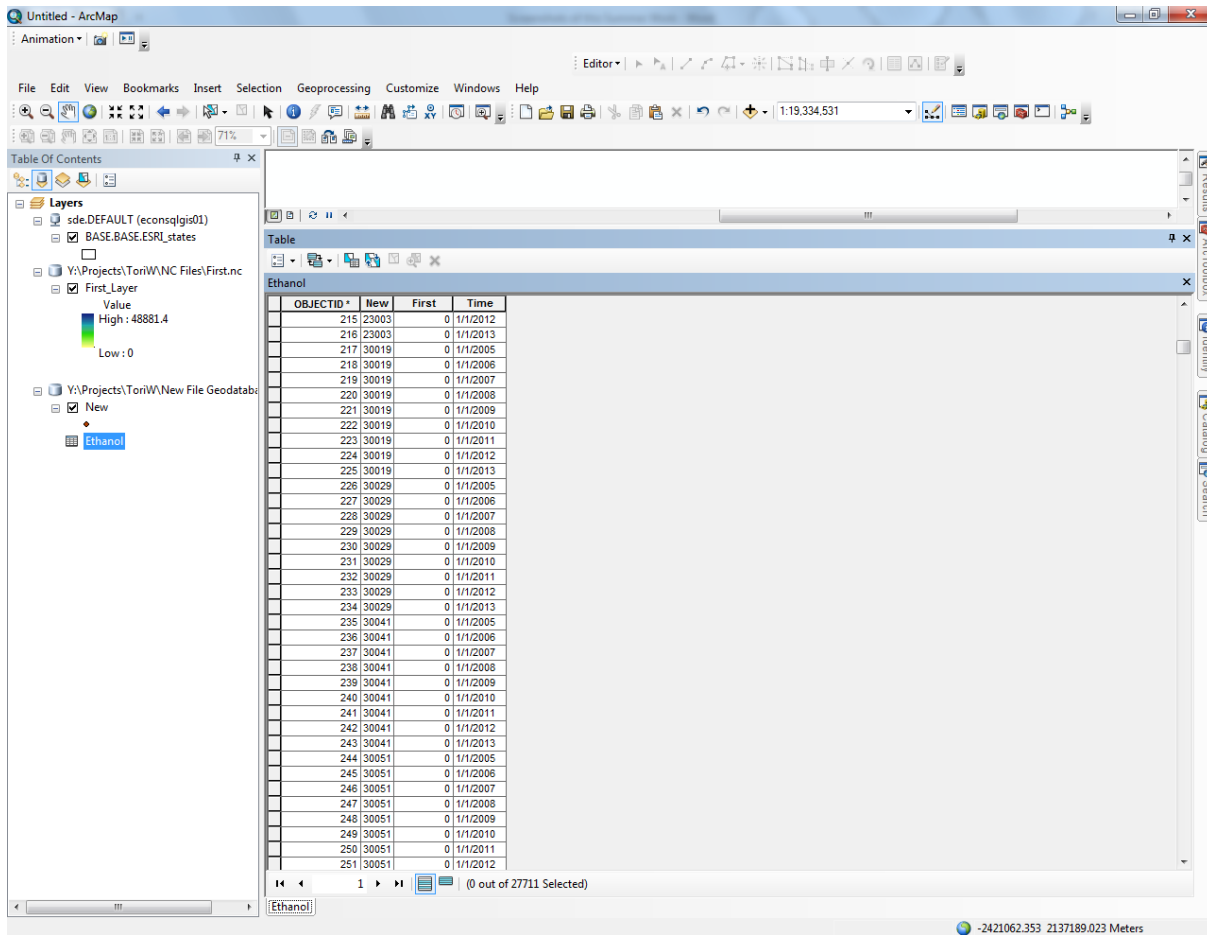 Untitled - ArcMap
Animation
Editor
File Edit View Bookmarks Insert Selection Geoprocessing Customize Windows Help
1:19,334,531
71%
Table Of Contents
Layers
sde.DEFAULT (econsqlgis01)
BASE.BASE.ESRI_states
Y:\Projects\ToriW\NC Files\First.nc
First_Layer
Value
High : 48881.4
Low : 0
Y:\Projects\ToriW\New File Geodataba
New
Ethanol
Table
Ethanol
OBJECTID * New First Time
215 23003 0 1/1/2012
216 23003 0 1/1/2013
217 30019 0 1/1/2005
218 30019 0 1/1/2006
219 30019 0 1/1/2007
220 30019 0 1/1/2008
221 30019 0 1/1/2009
222 30019 0 1/1/2010
223 30019 0 1/1/2011
224 30019 0 1/1/2012
225 30019 0 1/1/2013
226 30029 0 1/1/2005
227 30029 0 1/1/2006
228 30029 0 1/1/2007
229 30029 0 1/1/2008
230 30029 0 1/1/2009
231 30029 0 1/1/2010
232 30029 0 1/1/2011
233 30029 0 1/1/2012
234 30029 0 1/1/2013
235 30041 0 1/1/2005
236 30041 0 1/1/2006
237 30041 0 1/1/2007
238 30041 0 1/1/2008
239 30041 0 1/1/2009
240 30041 0 1/1/2010
241 30041 0 1/1/2011
242 30041 0 1/1/2012
243 30041 0 1/1/2013
244 30051 0 1/1/2005
245 30051 0 1/1/2006
246 30051 0 1/1/2007
247 30051 0 1/1/2008
248 30051 0 1/1/2009
249 30051 0 1/1/2010
250 30051 0 1/1/2011
251 30051 0 1/1/2012
1
(0 out of 27711 Selected)
Ethanol
Results
ArcToolbox
Identify
Catalog
Search
-2421062.353 2137189.023 Meters